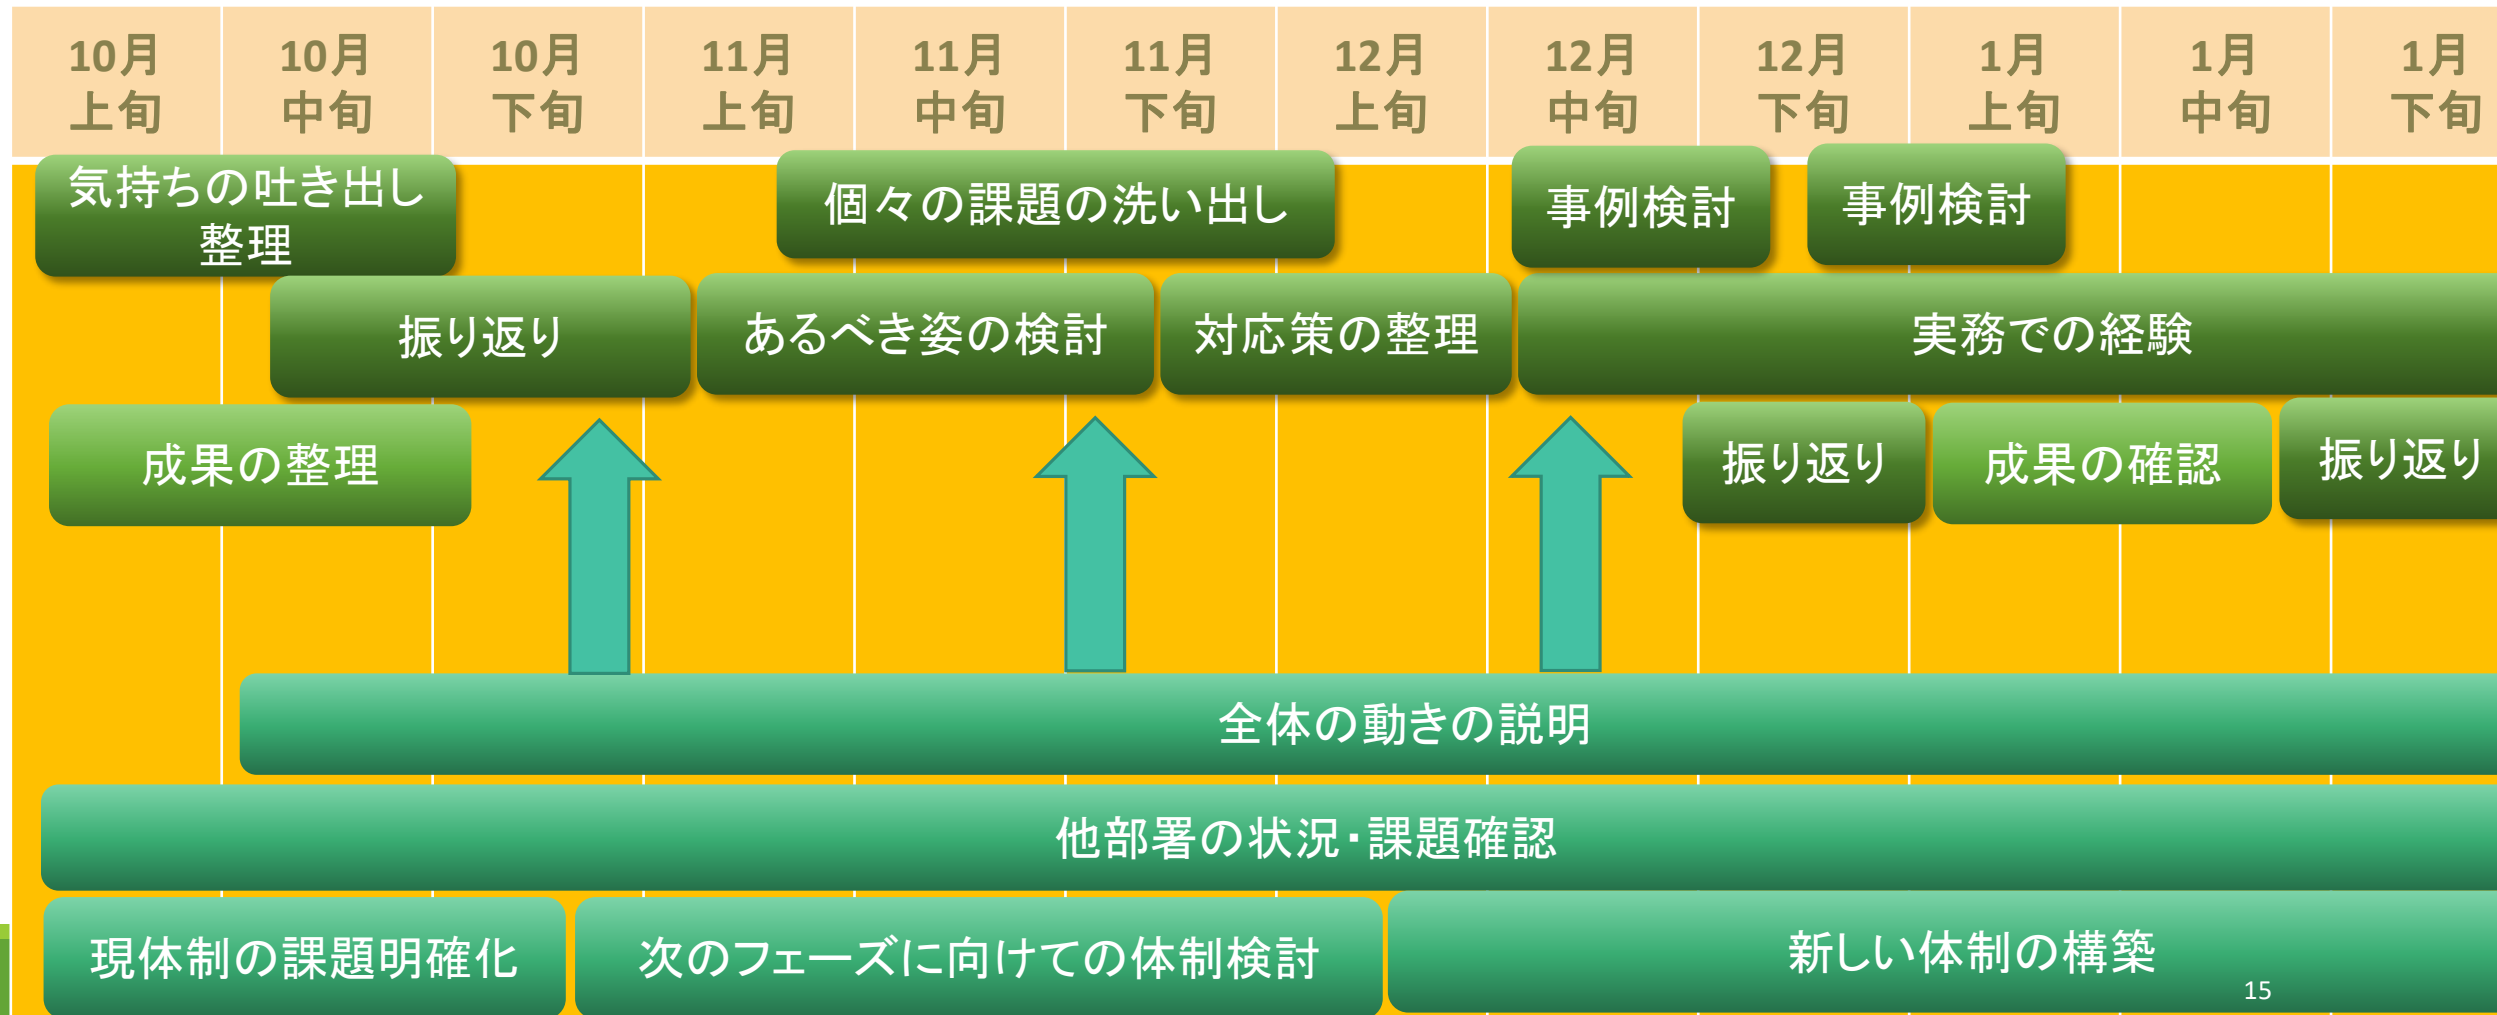 10月
上旬
10月
中旬
10月
下旬
11月
上旬
11月
中旬
11月
下旬
12月
上旬
12月
中旬
12月
下旬
1月
上旬
1月
中旬
1月
下旬
気持ちの吐き出し
整理
個々の課題の洗い出し
事例検討
事例検討
振り返り
あるべき姿の検討
対応策の整理
実務での経験
成果の整理
振り返り
成果の確認
振り返り
全体の動きの説明
他部署の状況・課題確認
現体制の課題明確化
次のフェーズに向けての体制検討
新しい体制の構築
15